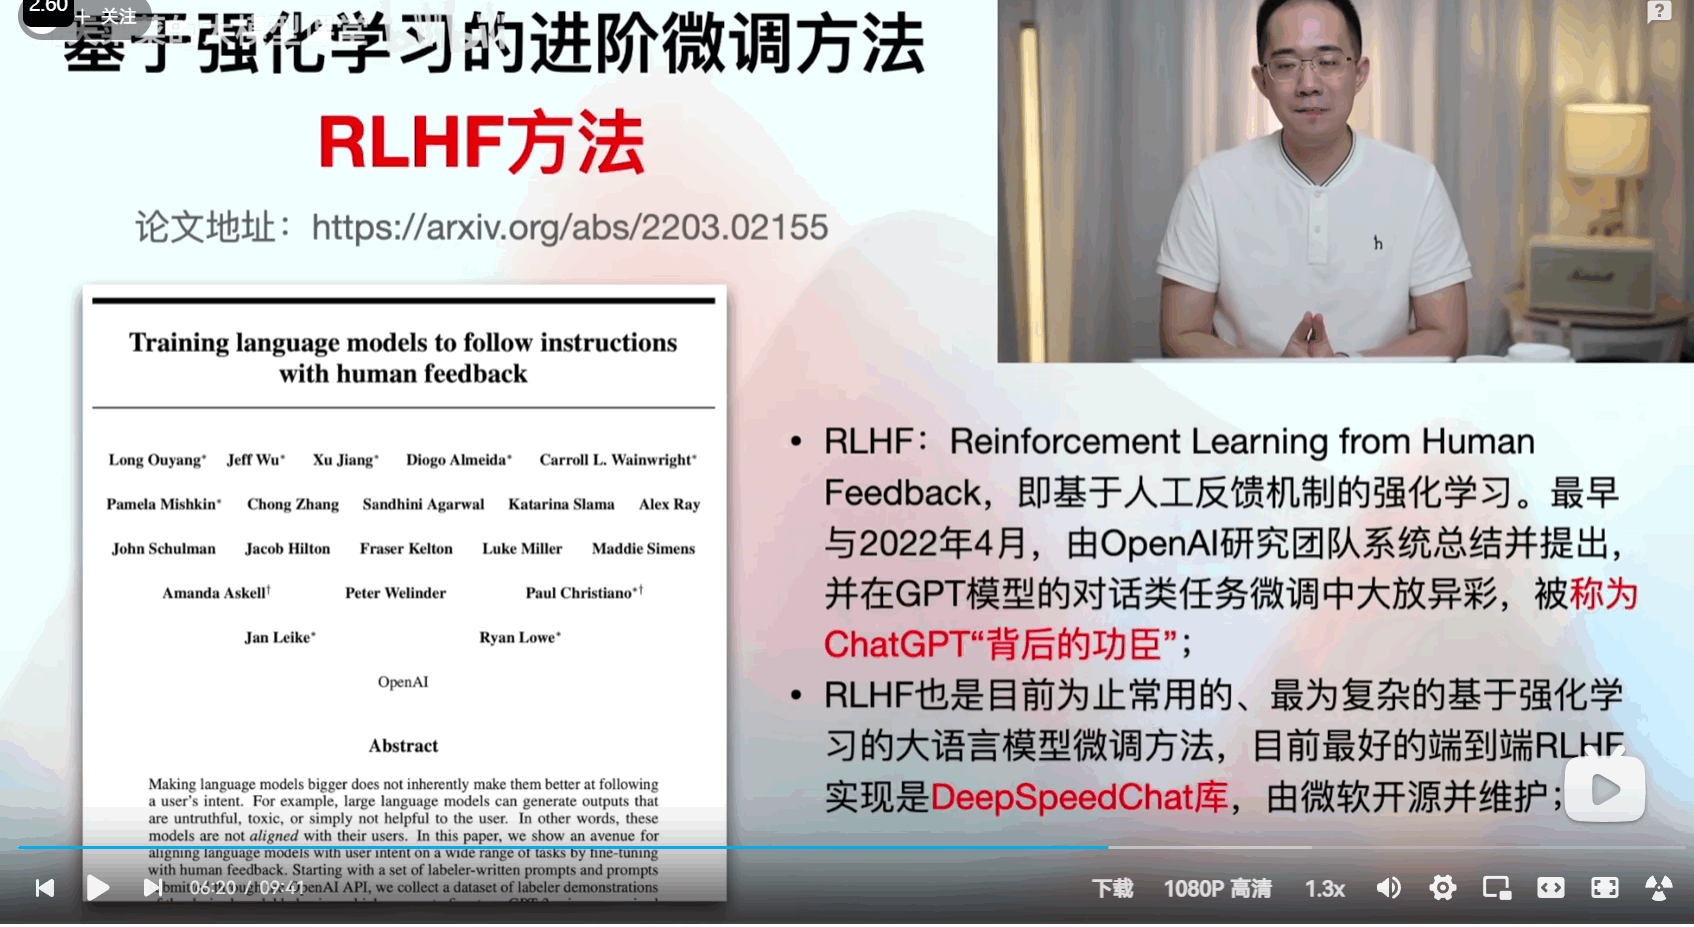 2.60
+ 关注
基于强化学习的进阶微调方法
RLHF方法
论文地址：https://arxiv.org/abs/2203.02155
Training language models to follow instructions
with human feedback
Long Ouyang* Jeff Wu* Xu Jiang* Diogo Almeida* Carroll L. Wainwright*
Pamela Mishkin* Chong Zhang Sandhini Agarwal Katarina Slama Alex Ray
John Schulman Jacob Hilton Fraser Kelton Luke Miller Maddie Simens
Amanda Askell† Peter Welinder Paul Christiano*†
Jan Leike* Ryan Lowe*
OpenAI
Abstract
Making language models bigger does not inherently make them better at following
a user's intent. For example, large language models can generate outputs that
are untruthful, toxic, or simply not helpful to the user. In other words, these
models are not aligned with their users. In this paper, we show an avenue for
aligning language models with user intent on a wide range of tasks by fine-tuning
with human feedback. Starting with a set of labeler-written prompts and prompts
OpenAI API, we collect a dataset of labeler demonstrations
h
• RLHF：Reinforcement Learning from Human
Feedback，即基于人工反馈机制的强化学习。最早
与2022年4月，由OpenAI研究团队系统总结并提出，
并在GPT模型的对话类任务微调中大放异彩，被称为
ChatGPT“背后的功臣”；
• RLHF也是目前为止常用的、最为复杂的基于强化学
习的大语言模型微调方法，目前最好的端到端RLHF
实现是DeepSpeedChat库，由微软开源并维护；
06:20 / 09:41
下载 1080P 高清 1.3x